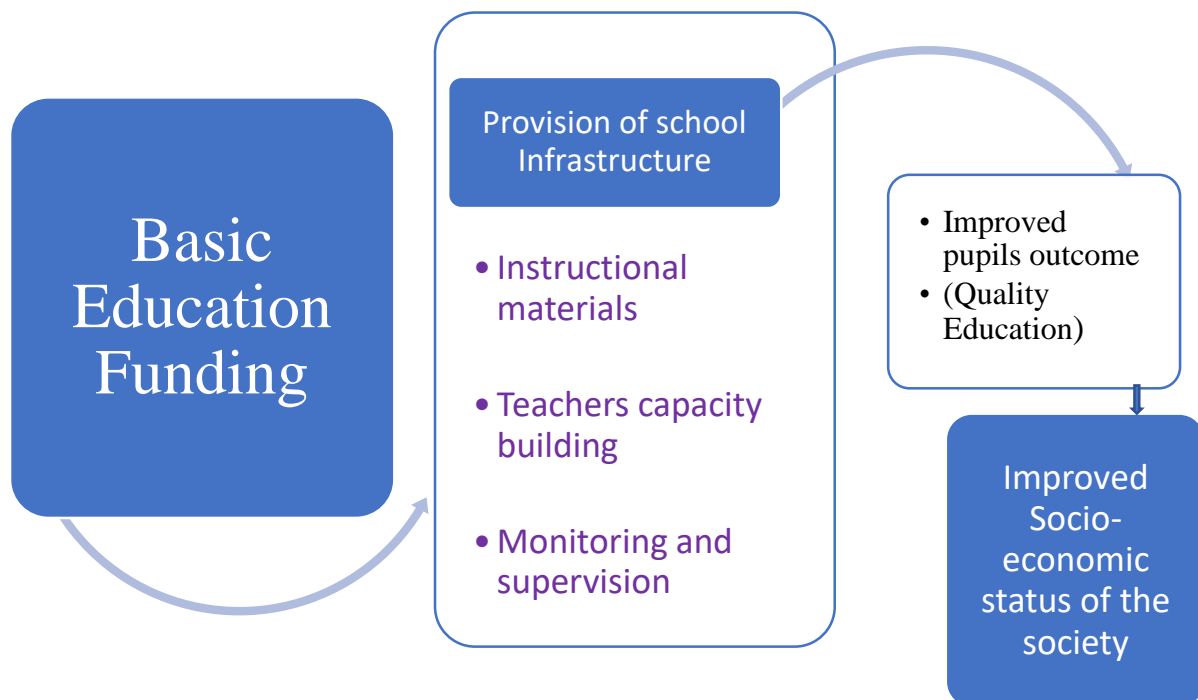 Basic
Education
Funding
Provision of school
Infrastructure
• Instructional
materials
• Teachers capacity
building
• Monitoring and
supervision
• Improved
pupils outcome
• (Quality
Education)
Improved
Socio-
economic
status of the
society